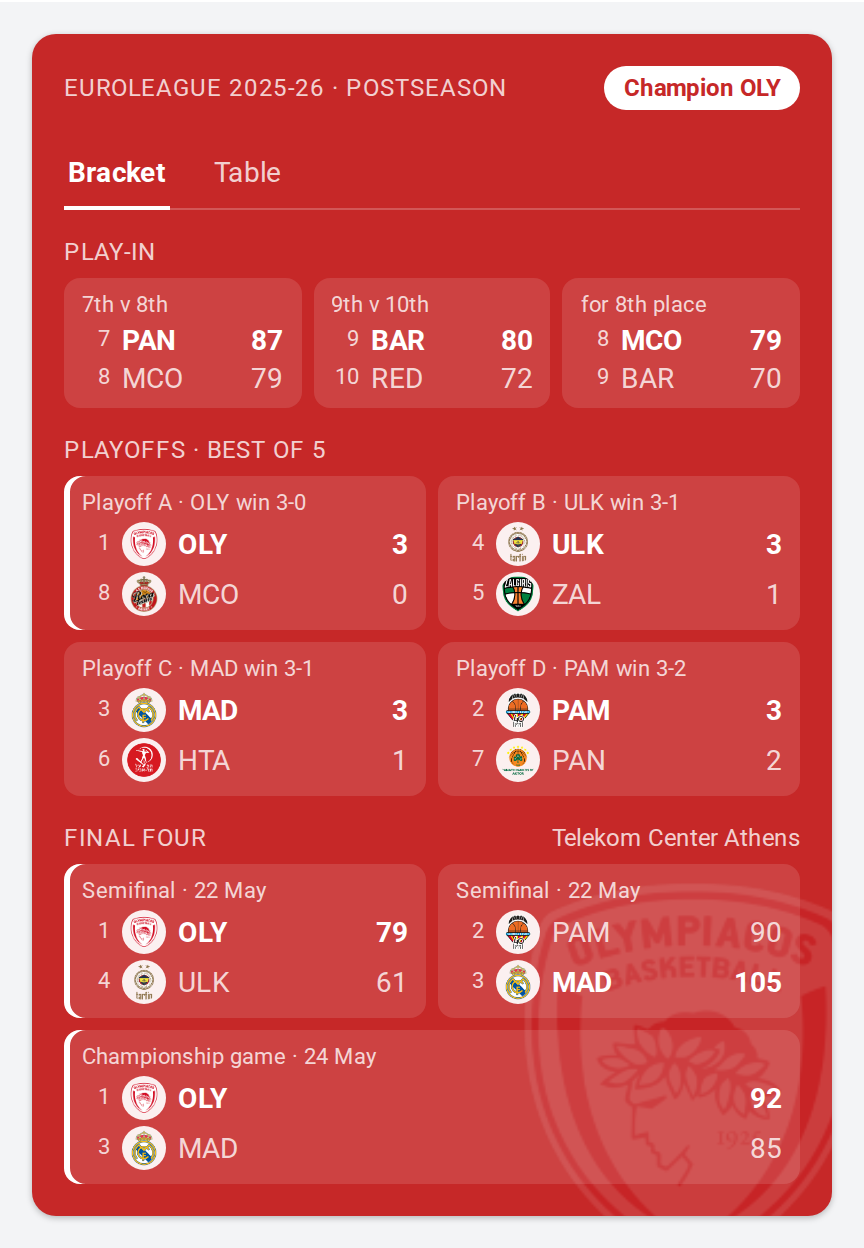 EUROLEAGUE 2025-26 · POSTSEASON
Champion OLY
Bracket
Table
PLAY-IN
7th v 8th
7 PAN 87
8 MCO 79
9th v 10th
9 BAR 80
10 RED 72
for 8th place
8 MCO 79
9 BAR 70
PLAYOFFS · BEST OF 5
Playoff A · OLY win 3-0
1 OLY 3
8 MCO 0
Playoff B · ULK win 3-1
4 ULK 3
5 ZALGIRIS ZAL 1
Playoff C · MAD win 3-1
3 MAD 3
6 HTA 1
Playoff D · PAM win 3-2
2 PAM 3
7 PAN 2
FINAL FOUR
Telekom Center Athens
Semifinal · 22 May
1 OLY 79
4 ULK 61
Semifinal · 22 May
2 PAM 90
3 MAD 105
Championship game · 24 May
1 OLY 92
3 MAD 85
OLYMPIACOS
BASKETBALL